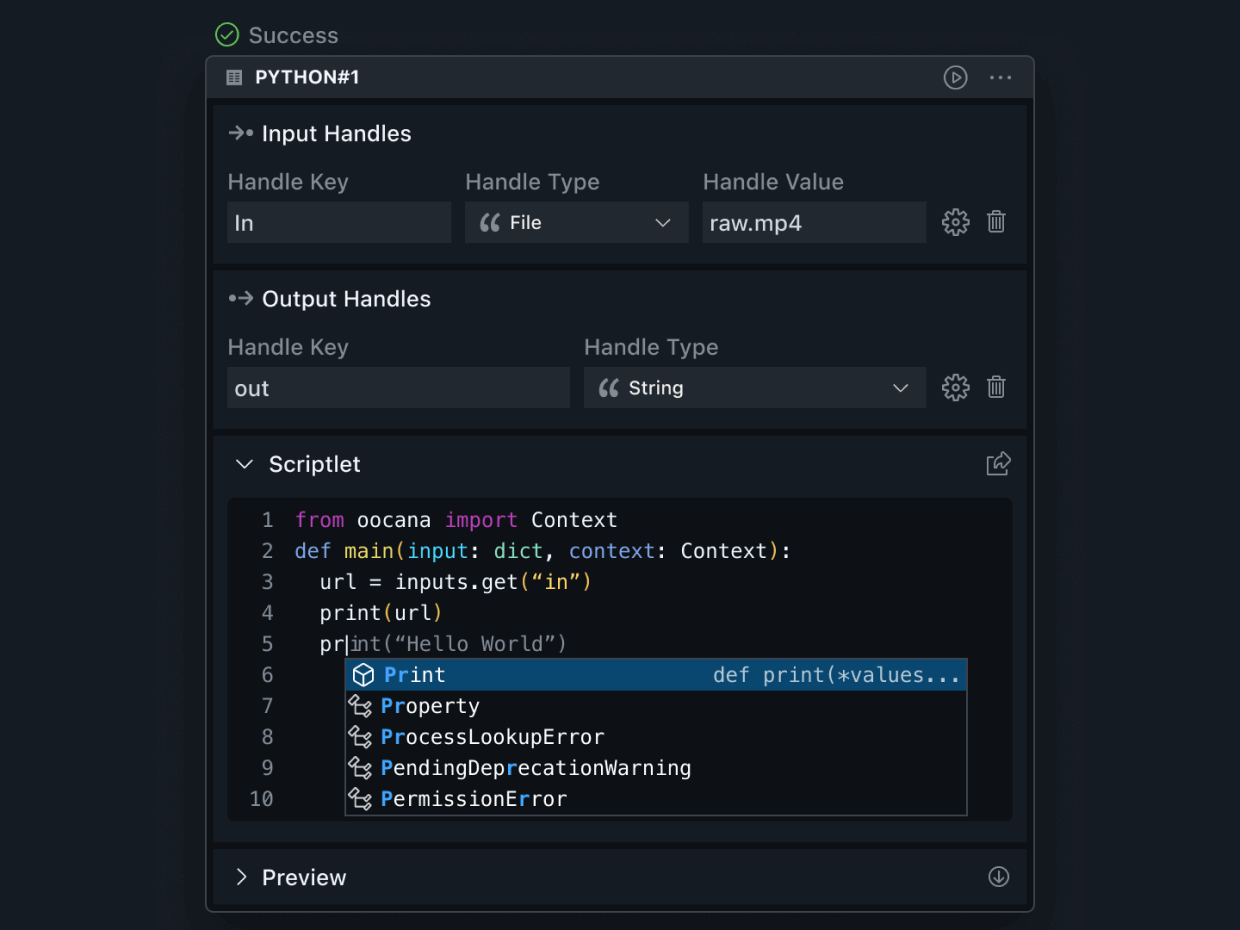 Success
PYTHON#1
Input Handles
Handle Key Handle Type Handle Value
In File raw.mp4
Output Handles
Handle Key Handle Type
out String
Scriptlet
1 from oocana import Context
2 def main(input: dict, context: Context):
3 url = inputs.get(“in”)
4 print(url)
5 print(“Hello World”)
6 Print def print(*values...
7 Property
8 ProcessLookupError
9 PendingDeprecationWarning
10 PermissionError
Preview